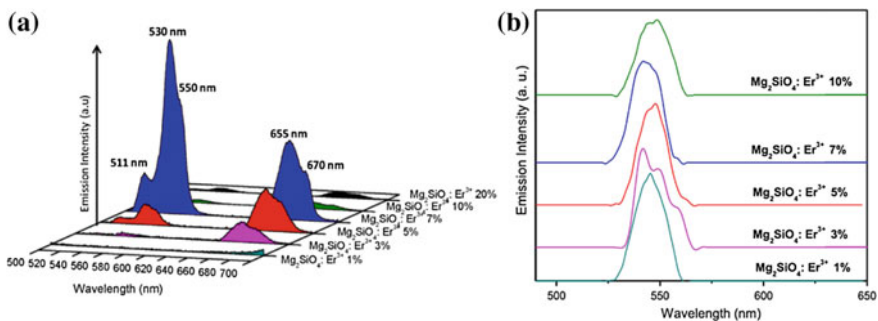 (a)
530 nm
550 nm
511 nm
655 nm
670 nm
Emission Intensity (a.u)
Mg2SiO4: Er3+ 20%
Mg2SiO4: Er3+ 10%
Mg2SiO4: Er3+ 7%
Mg2SiO4: Er3+ 5%
Mg2SiO4: Er3+ 3%
Mg2SiO4: Er3+ 1%
500 520 540 560 580 600 620 640 660 680 700
Wavelength (nm)
(b)
Emission Intensity (a. u.)
Mg2SiO4: Er3+ 10%
Mg2SiO4: Er3+ 7%
Mg2SiO4: Er3+ 5%
Mg2SiO4: Er3+ 3%
Mg2SiO4: Er3+ 1%
500 550 600 650
Wavelength (nm)